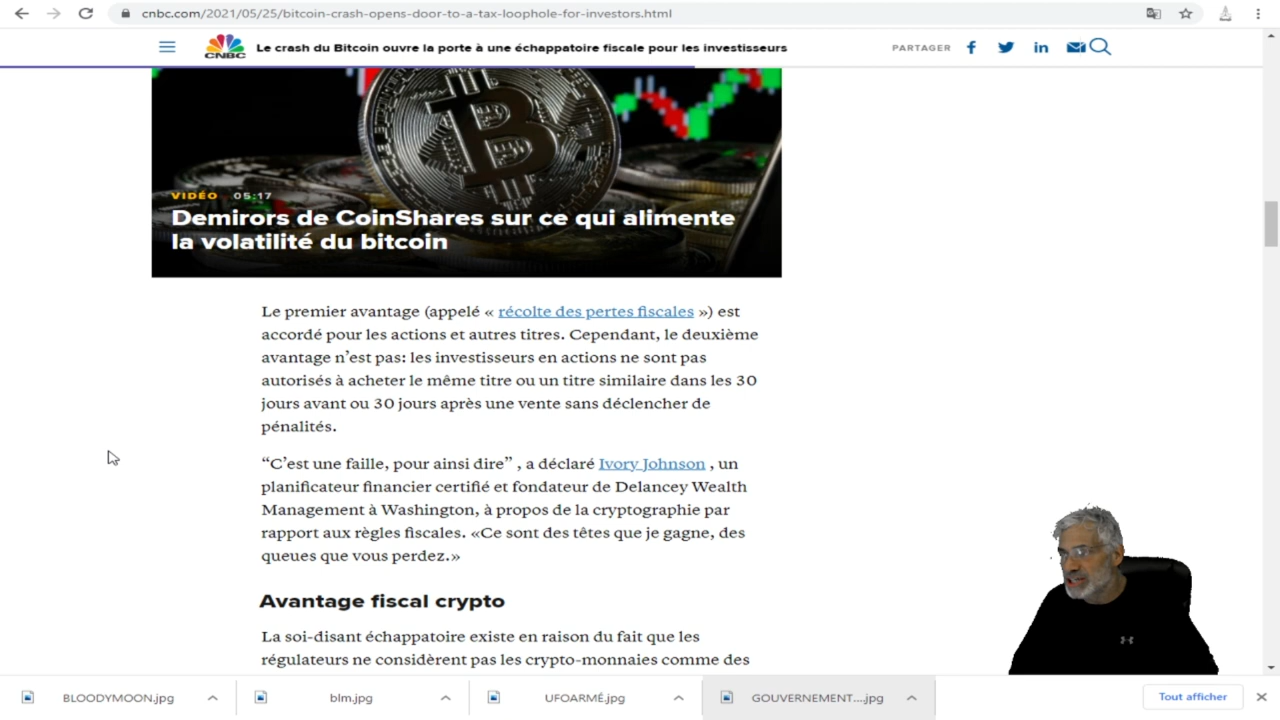 cnbc.com/2021/05/25/bitcoin-crash-opens-door-to-a-tax-loophole-for-investors.html
CNBC
Le crash du Bitcoin ouvre la porte à une échappatoire fiscale pour les investisseurs
PARTAGER
VIDÉO 05:17
Demirors de CoinShares sur ce qui alimente
la volatilité du bitcoin
Le premier avantage (appelé « récolte des pertes fiscales ») est
accordé pour les actions et autres titres. Cependant, le deuxième
avantage n’est pas: les investisseurs en actions ne sont pas
autorisés à acheter le même titre ou un titre similaire dans les 30
jours avant ou 30 jours après une vente sans déclencher de
pénalités.
“C’est une faille, pour ainsi dire” , a déclaré Ivory Johnson , un
planificateur financier certifié et fondateur de Delancey Wealth
Management à Washington, à propos de la cryptographie par
rapport aux règles fiscales. «Ce sont des têtes que je gagne, des
queues que vous perdez.»
Avantage fiscal crypto
La soi-disant échappatoire existe en raison du fait que les
régulateurs ne considèrent pas les crypto-monnaies comme des
BLOODYMOON.jpg
blm.jpg
UFOARMÉ.jpg
GOUVERNEMENT....jpg
Tout afficher